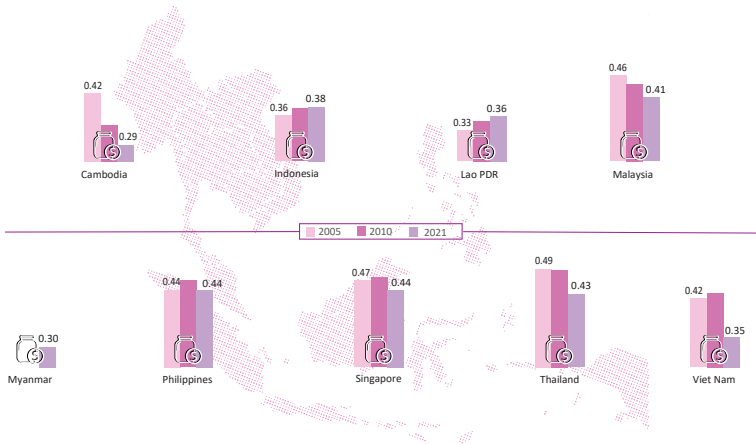 0.42
0.29
Cambodia
0.36
0.38
Indonesia
0.33
0.36
Lao PDR
0.46
0.41
Malaysia
2005 2010 2021
0.30
Myanmar
0.44
0.44
Philippines
0.47
0.44
Singapore
0.49
0.43
Thailand
0.42
0.35
Viet Nam